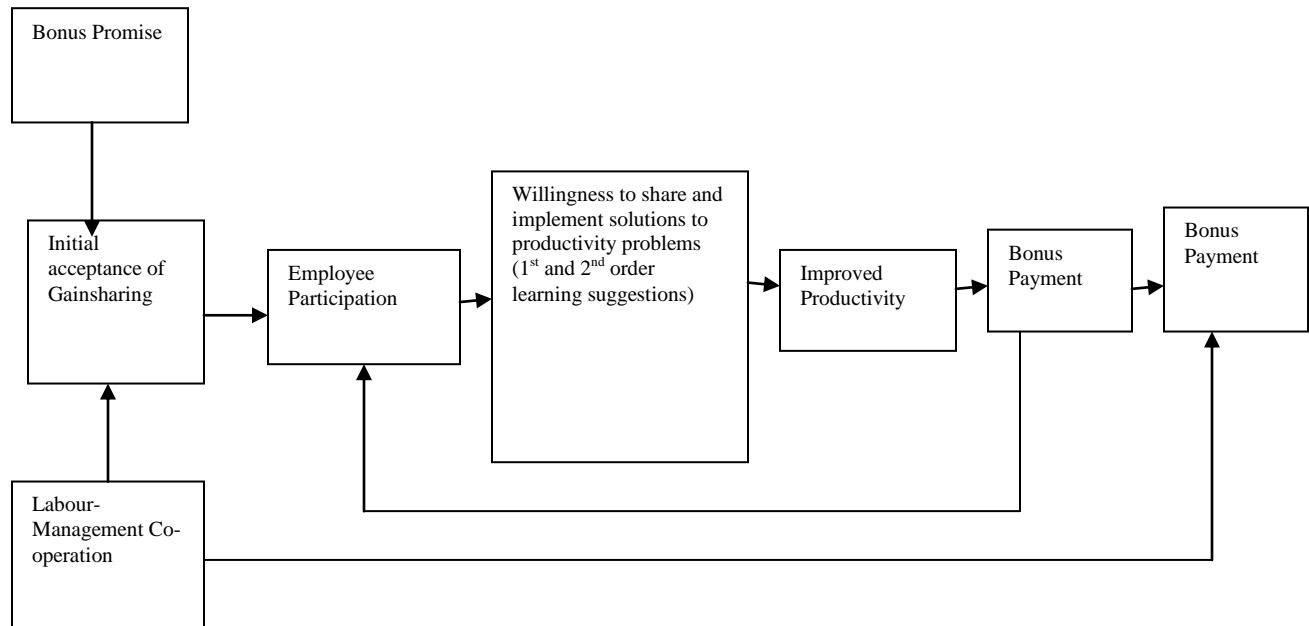 Bonus Promise
Initial
acceptance of
Gainsharing
Employee
Participation
Willingness to share and
implement solutions to
productivity problems
(1st and 2nd order
learning suggestions)
Improved
Productivity
Bonus
Payment
Bonus
Payment
Labour-
Management Co-
operation